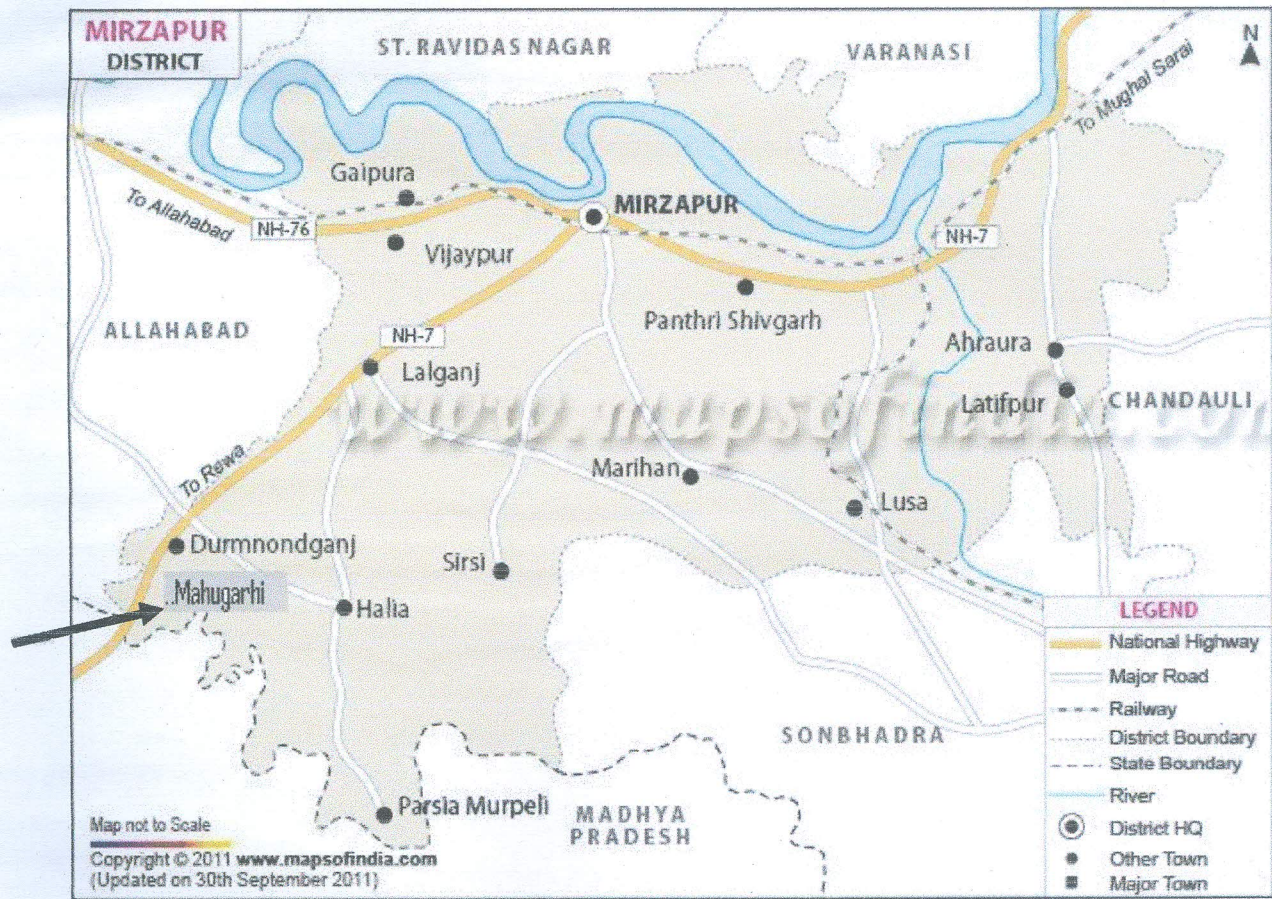 MIRZAPUR
DISTRICT
ST. RAVIDAS NAGAR
VARANASI
N
To Mughal Sarai
Gaipura
MIRZAPUR
To Allahabad
NH-76
NH-7
Vijaypur
Panthri Shivgarh
ALLAHABAD
NH-7
Ahraura
Lalganj
Latifpur
CHANDAULI
www.mapsofindia.com
To Rewa
Marihan
Lusa
Durmnondganj
Sirsi
..Mahugarhi
Halia
LEGEND
National Highway
Major Road
Railway
SONBHADRA
District Boundary
State Boundary
River
Parsia Murpeli
MADHYA
PRADESH
Map not to Scale
District HQ
Copyright © 2011 www.mapsofindia.com
Other Town
(Updated on 30th September 2011)
Major Town